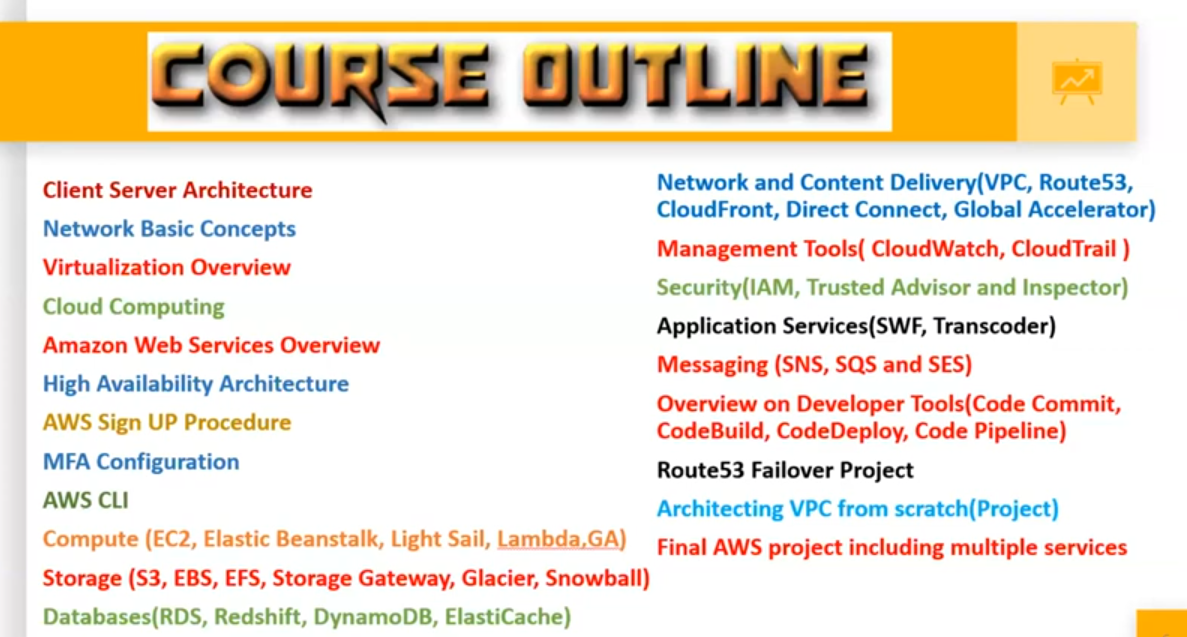 COURSE OUTLINE
Client Server Architecture
Network Basic Concepts
Virtualization Overview
Cloud Computing
Amazon Web Services Overview
High Availability Architecture
AWS Sign UP Procedure
MFA Configuration
AWS CLI
Compute (EC2, Elastic Beanstalk, Light Sail, Lambda,GA)
Storage (S3, EBS, EFS, Storage Gateway, Glacier, Snowball)
Databases(RDS, Redshift, DynamoDB, ElastiCache)
Network and Content Delivery(VPC, Route53,
CloudFront, Direct Connect, Global Accelerator)
Management Tools( CloudWatch, CloudTrail )
Security(IAM, Trusted Advisor and Inspector)
Application Services(SWF, Transcoder)
Messaging (SNS, SQS and SES)
Overview on Developer Tools(Code Commit,
CodeBuild, CodeDeploy, Code Pipeline)
Route53 Failover Project
Architecting VPC from scratch(Project)
Final AWS project including multiple services